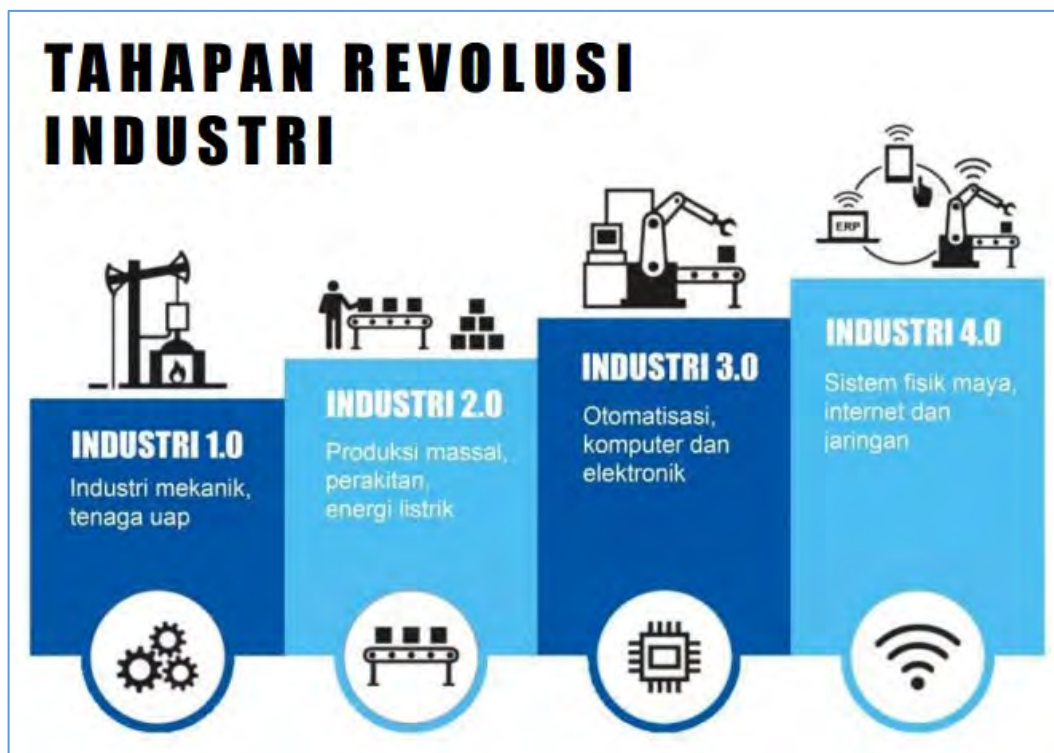 TAHAPAN REVOLUSI
INDUSTRI
INDUSTRI 1.0
Industri mekanik,
tenaga uap
INDUSTRI 2.0
Produksi massal,
perakitan,
energi listrik
INDUSTRI 3.0
Otomatisasi,
komputer dan
elektronik
ERP
INDUSTRI 4.0
Sistem fisik maya,
internet dan
jaringan